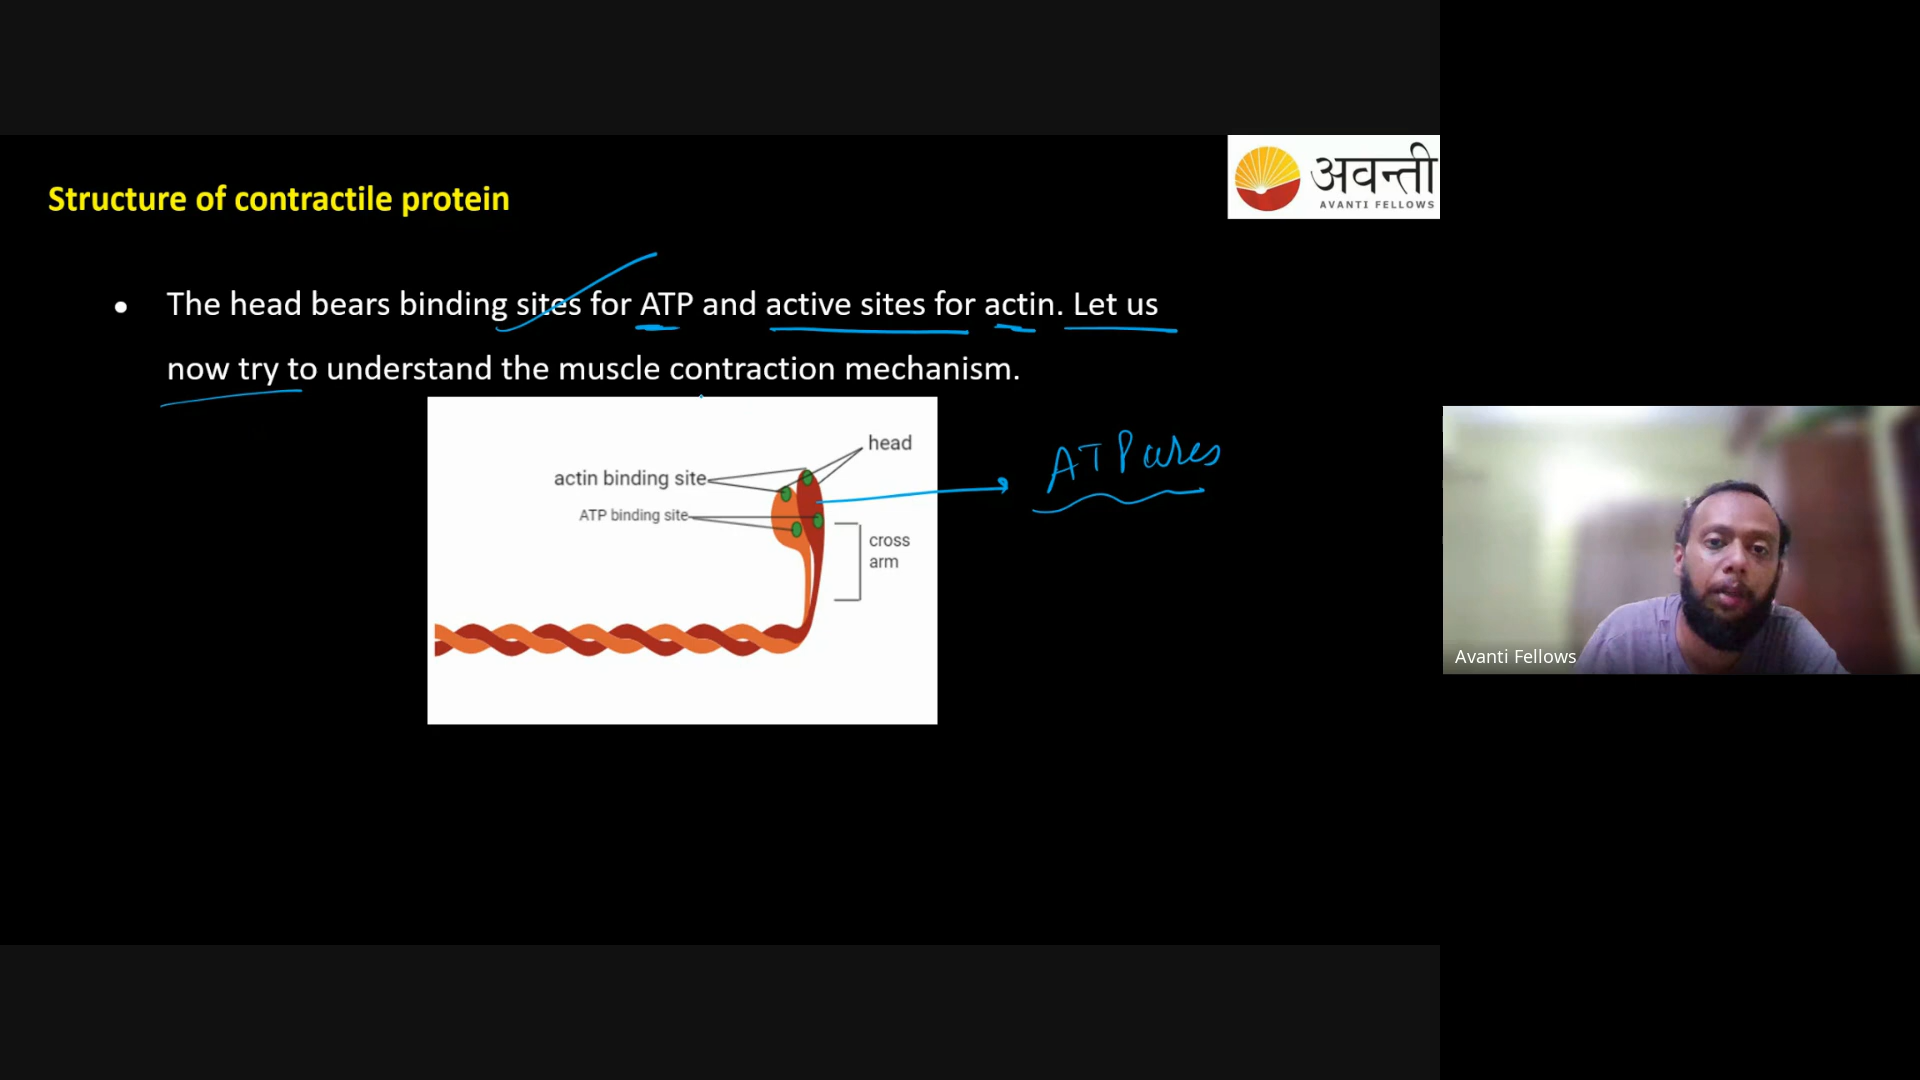 अवन्ती
AVANTI FELLOWS
Structure of contractile protein
• The head bears binding sites for ATP and active sites for actin. Let us
now try to understand the muscle contraction mechanism.
head
actin binding site
ATP binding site
cross
arm
ATPares
Avanti Fellows